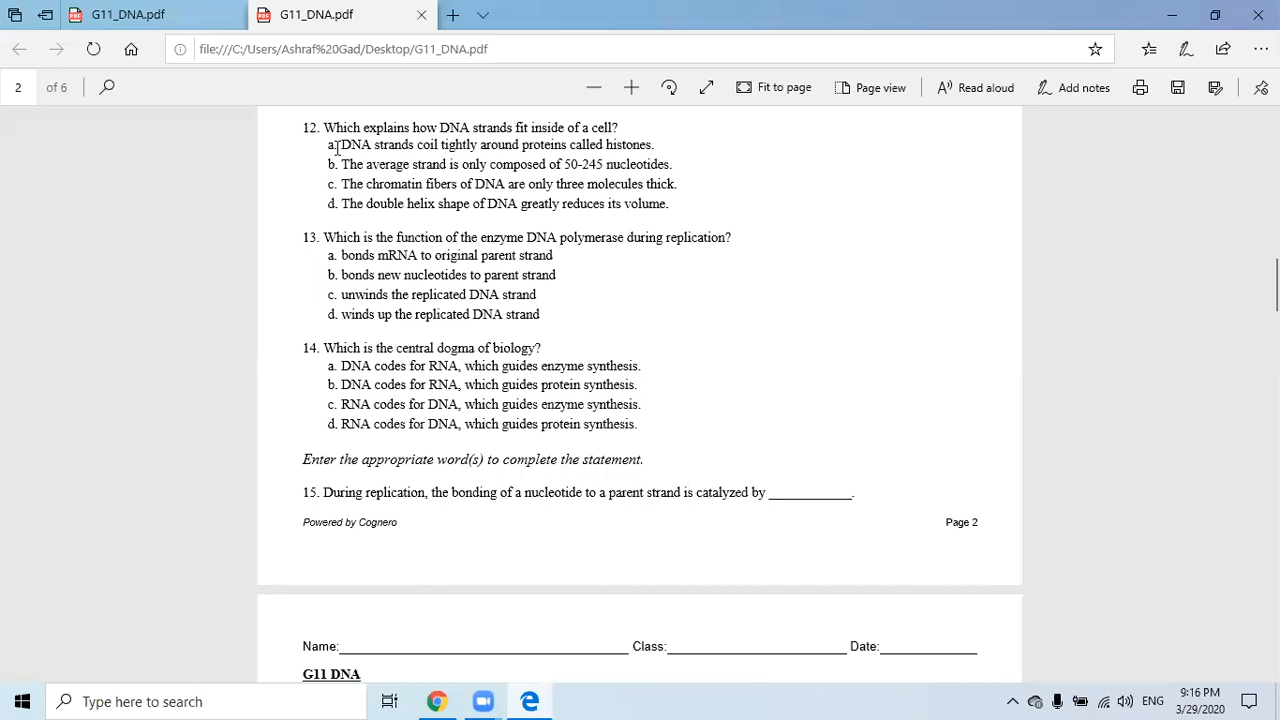 G11_DNA.pdf
G11_DNA.pdf
file:///C:/Users/Ashraf%20Gad/Desktop/G11_DNA.pdf
2 of 6
Fit to page
Page view
Read aloud
Add notes
12. Which explains how DNA strands fit inside of a cell?
a. DNA strands coil tightly around proteins called histones.
b. The average strand is only composed of 50-245 nucleotides.
c. The chromatin fibers of DNA are only three molecules thick.
d. The double helix shape of DNA greatly reduces its volume.
13. Which is the function of the enzyme DNA polymerase during replication?
a. bonds mRNA to original parent strand
b. bonds new nucleotides to parent strand
c. unwinds the replicated DNA strand
d. winds up the replicated DNA strand
14. Which is the central dogma of biology?
a. DNA codes for RNA, which guides enzyme synthesis.
b. DNA codes for RNA, which guides protein synthesis.
c. RNA codes for DNA, which guides enzyme synthesis.
d. RNA codes for DNA, which guides protein synthesis.
Enter the appropriate word(s) to complete the statement.
15. During replication, the bonding of a nucleotide to a parent strand is catalyzed by ____________.
Powered by Cognero Page 2
Name: Class: Date:
G11 DNA
Type here to search
ENG
9:16 PM
3/29/2020